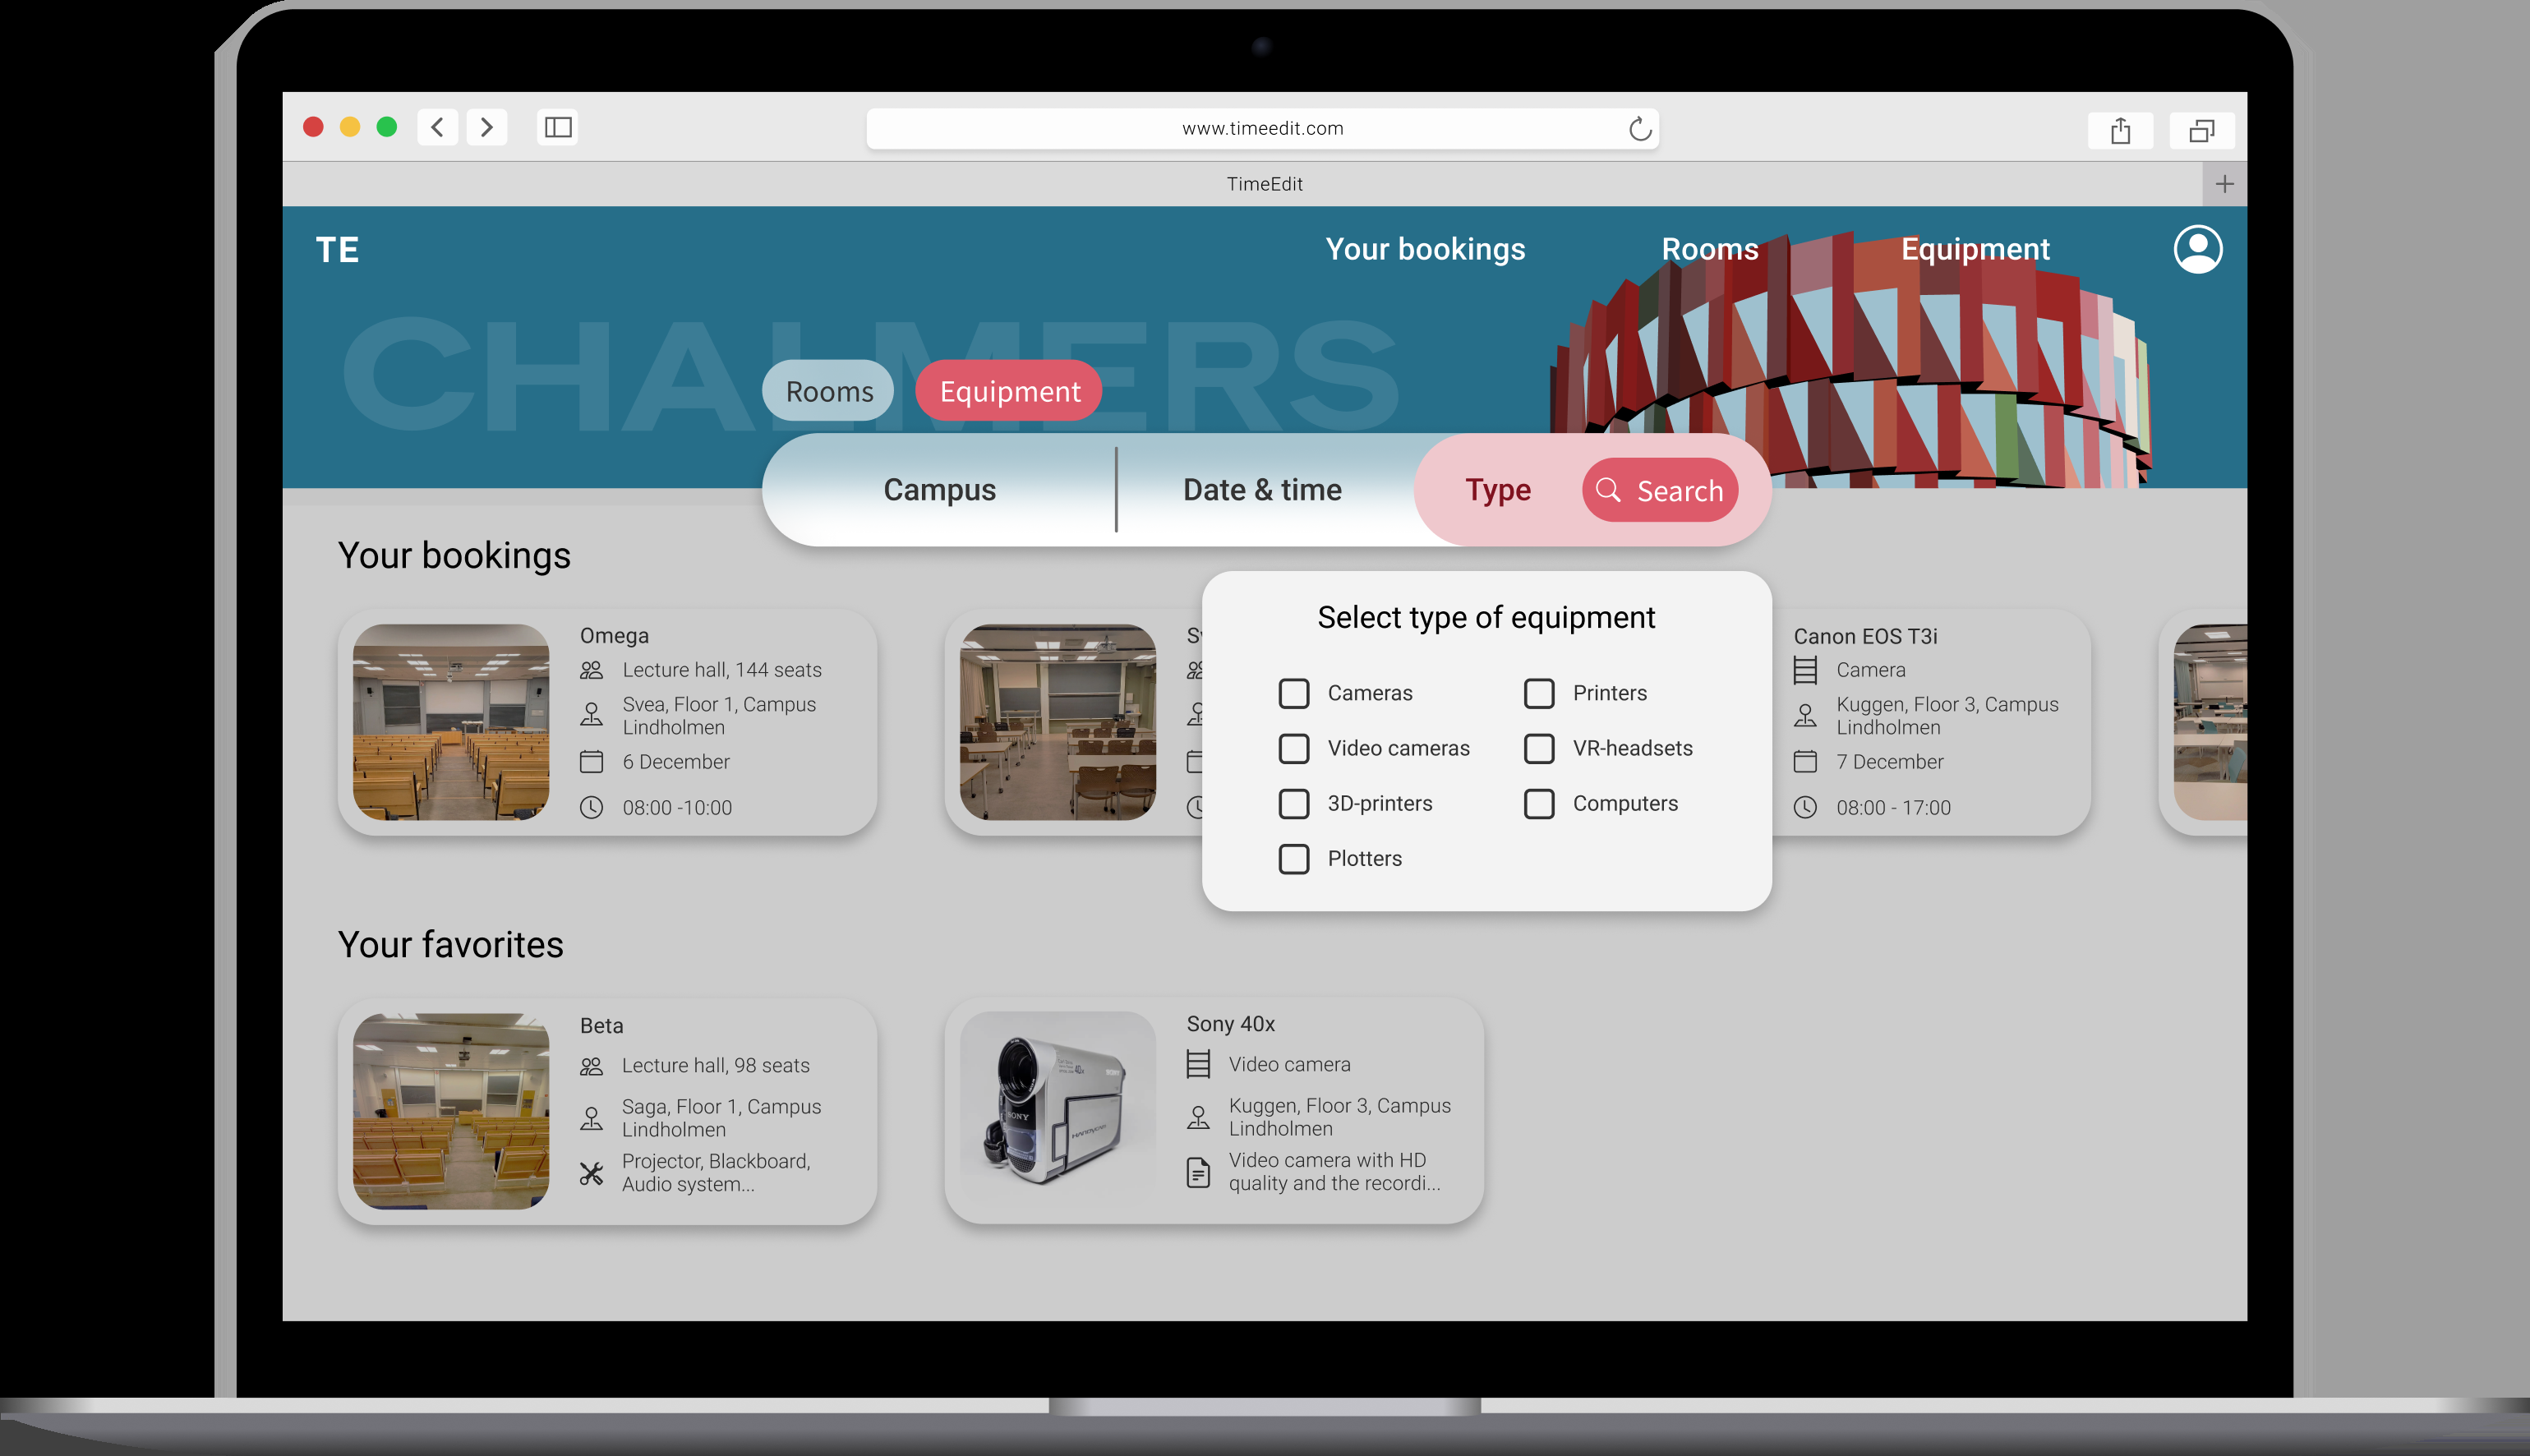 www.timeedit.com
TimeEdit
TE
Your bookings
Rooms
Equipment
CHALMERS
Rooms
Equipment
Campus
Date & time
Type
Search
Your bookings
Omega
Lecture hall, 144 seats
Svea, Floor 1, Campus
Lindholmen
6 December
08:00 -10:00
Select type of equipment
Cameras
Printers
Video cameras
VR-headsets
3D-printers
Computers
Plotters
Canon EOS T3i
Camera
Kuggen, Floor 3, Campus
Lindholmen
7 December
08:00 - 17:00
Your favorites
Beta
Lecture hall, 98 seats
Saga, Floor 1, Campus
Lindholmen
Projector, Blackboard,
Audio system...
Sony 40x
Video camera
Kuggen, Floor 3, Campus
Lindholmen
Video camera with HD
quality and the recordi...
40x
SONY
SONY
HANDYCAM